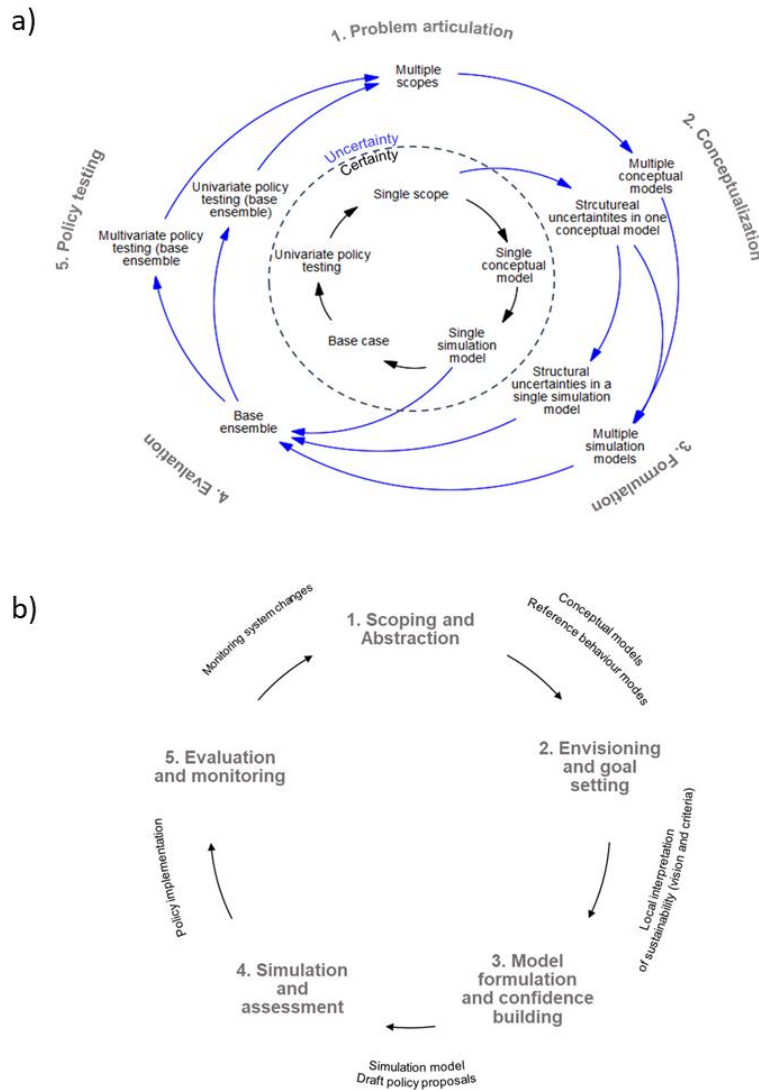 a)
1. Problem articulation
Multiple
scopes
2. Conceptualization
Uncertainty
Certainty
Multiple
conceptual
models
Univariate policy
testing (base
ensemble)
Single scope
Strcutureal
uncertaintites in one
conceptual model
5. Policy testing
Multivariate policy
testing (base
ensemble
Univariate policy
testing
Single
conceptual
model
Base case
Single
simulation
model
Structural
uncertainties in a
single simulation
model
Base
ensemble
Multiple
simulation
models
4. Evaluation
3. Formulation
b)
Monitoring system changes
1. Scoping and
Abstraction
Conceptual models
Reference behaviour modes
5. Evaluation
and monitoring
2. Envisioning
and goal
setting
Policy implementation
Local interpretation
of sustainability (vision and criteria)
4. Simulation
and
assessment
3. Model
formulation
and confidence
building
Simulation model
Draft policy proposals